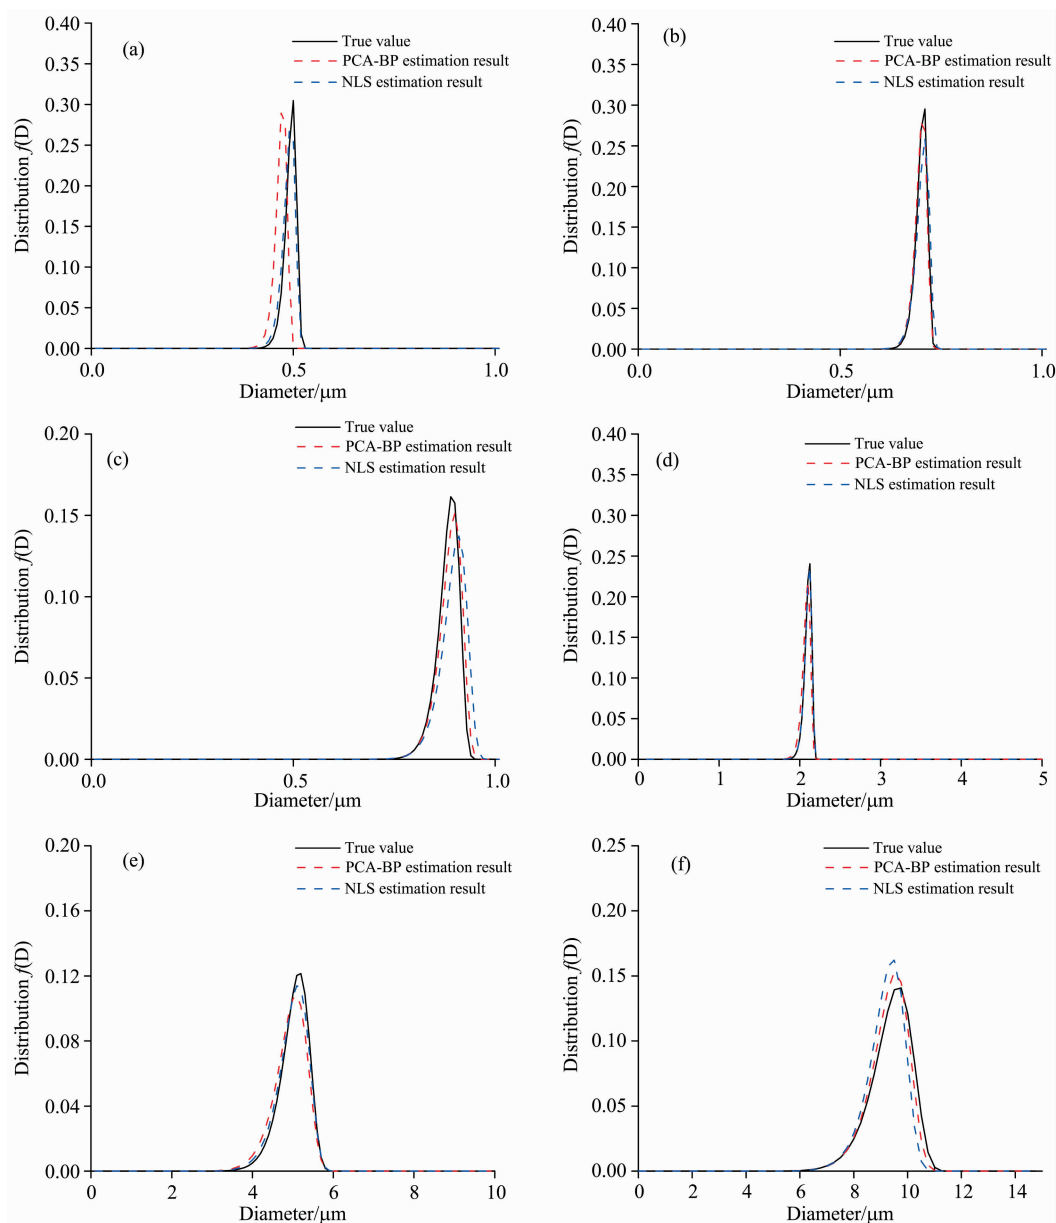 (a)
True value
PCA-BP estimation result
NLS estimation result
0.40
0.35
0.30
0.25
0.20
0.15
0.10
0.05
0.00
Distribution f(D)
0.0 0.5 1.0
Diameter/μm
(b)
True value
PCA-BP estimation result
NLS estimation result
0.40
0.35
0.30
0.25
0.20
0.15
0.10
0.05
0.00
Distribution f(D)
0.0 0.5 1.0
Diameter/μm
(c)
True value
PCA-BP estimation result
NLS estimation result
0.20
0.15
0.10
0.05
0.00
Distribution f(D)
0.0 0.5 1.0
Diameter/μm
(d)
True value
PCA-BP estimation result
NLS estimation result
0.40
0.35
0.30
0.25
0.20
0.15
0.10
0.05
0.00
Distribution f(D)
0 1 2 3 4 5
Diameter/μm
(e)
True value
PCA-BP estimation result
NLS estimation result
0.20
0.16
0.12
0.08
0.04
0.00
Distribution f(D)
0 2 4 6 8 10
Diameter/μm
(f)
True value
PCA-BP estimation result
NLS estimation result
0.25
0.20
0.15
0.10
0.05
0.00
Distribution f(D)
0 2 4 6 8 10 12 14
Diameter/μm